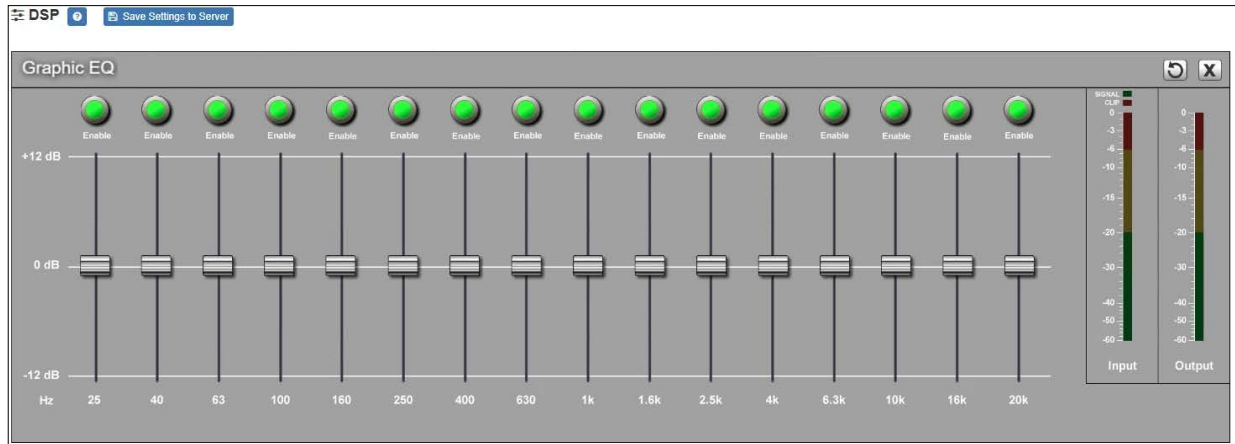 DSP ? Save Settings to Server
Graphic EQ X
Enable Enable Enable Enable Enable Enable Enable Enable Enable Enable Enable Enable Enable Enable Enable Enable
+12 dB
0 dB
-12 dB
Hz 25 40 63 100 160 250 400 630 1k 1.6k 2.5k 4k 6.3k 10k 16k 20k
SIGNAL
CLIP
0 0
-3 -3
-6 -6
-10 -10
-15 -15
-20 -20
-30 -30
-40 -40
-50 -50
-60 -60
Input Output